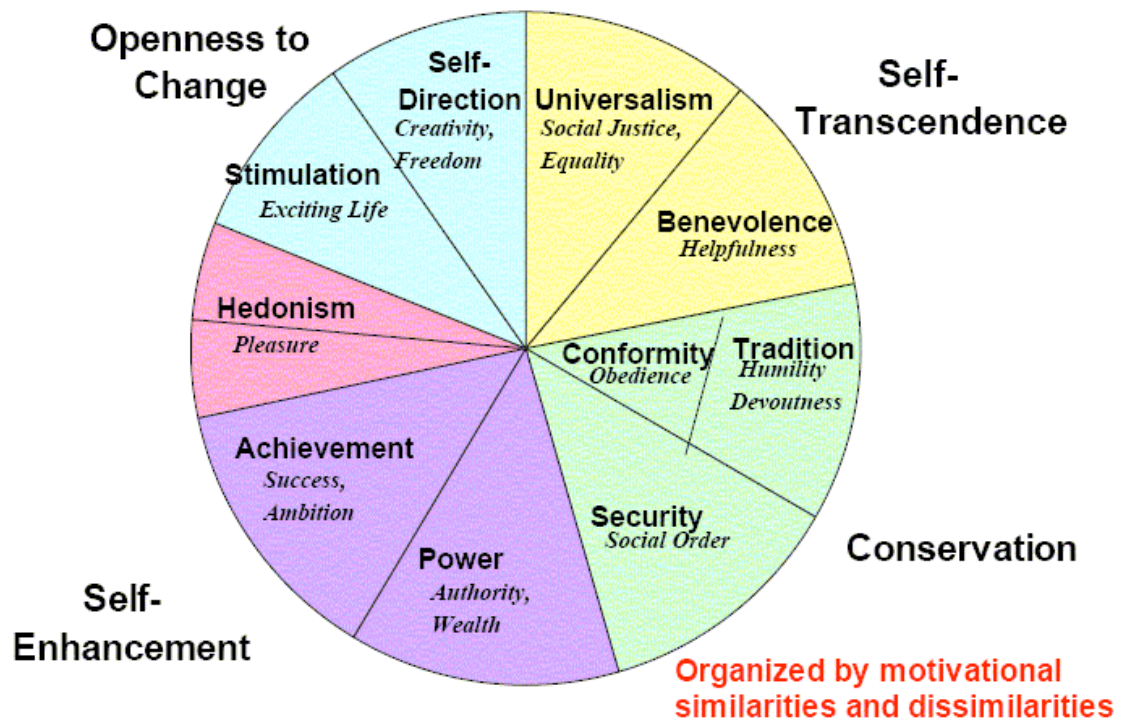 Openness to
Change
Self-
Direction
Creativity,
Freedom
Universalism
Social Justice,
Equality
Self-
Transcendence
Stimulation
Exciting Life
Benevolence
Helpfulness
Hedonism
Pleasure
Conformity
Obedience
Tradition
Humility
Devoutness
Achievement
Success,
Ambition
Security
Social Order
Conservation
Power
Authority,
Wealth
Self-
Enhancement
Organized by motivational
similarities and dissimilarities